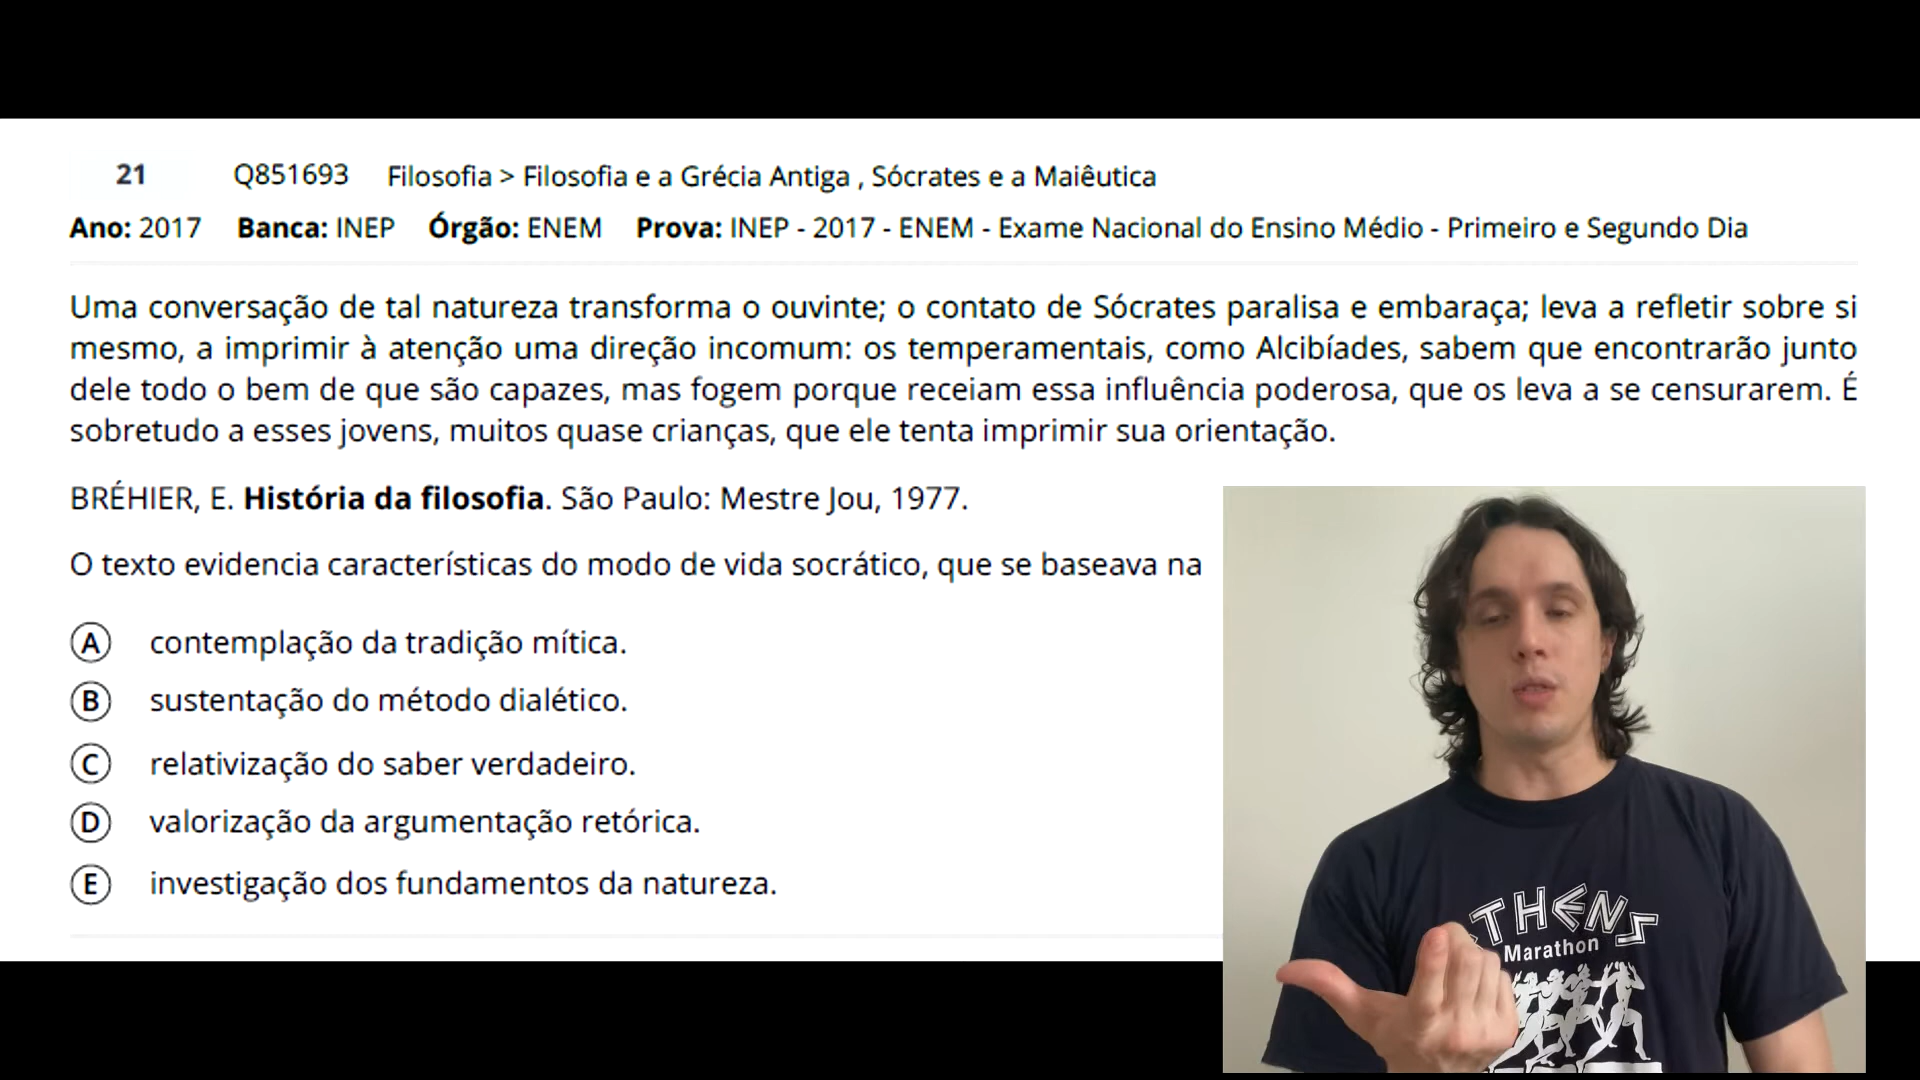 21 Q851693 Filosofia > Filosofia e a Grécia Antiga , Sócrates e a Maiêutica
Ano: 2017 Banca: INEP Órgão: ENEM Prova: INEP - 2017 - ENEM - Exame Nacional do Ensino Médio - Primeiro e Segundo Dia
Uma conversação de tal natureza transforma o ouvinte; o contato de Sócrates paralisa e embaraça; leva a refletir sobre si
mesmo, a imprimir à atenção uma direção incomum: os temperamentais, como Alcibíades, sabem que encontrarão junto
dele todo o bem de que são capazes, mas fogem porque receiam essa influência poderosa, que os leva a se censurarem. É
sobretudo a esses jovens, muitos quase crianças, que ele tenta imprimir sua orientação.
BRÉHIER, E. História da filosofia. São Paulo: Mestre Jou, 1977.
O texto evidencia características do modo de vida socrático, que se baseava na
A contemplação da tradição mítica.
B sustentação do método dialético.
C relativização do saber verdadeiro.
D valorização da argumentação retórica.
E investigação dos fundamentos da natureza.
ATHENS
Marathon